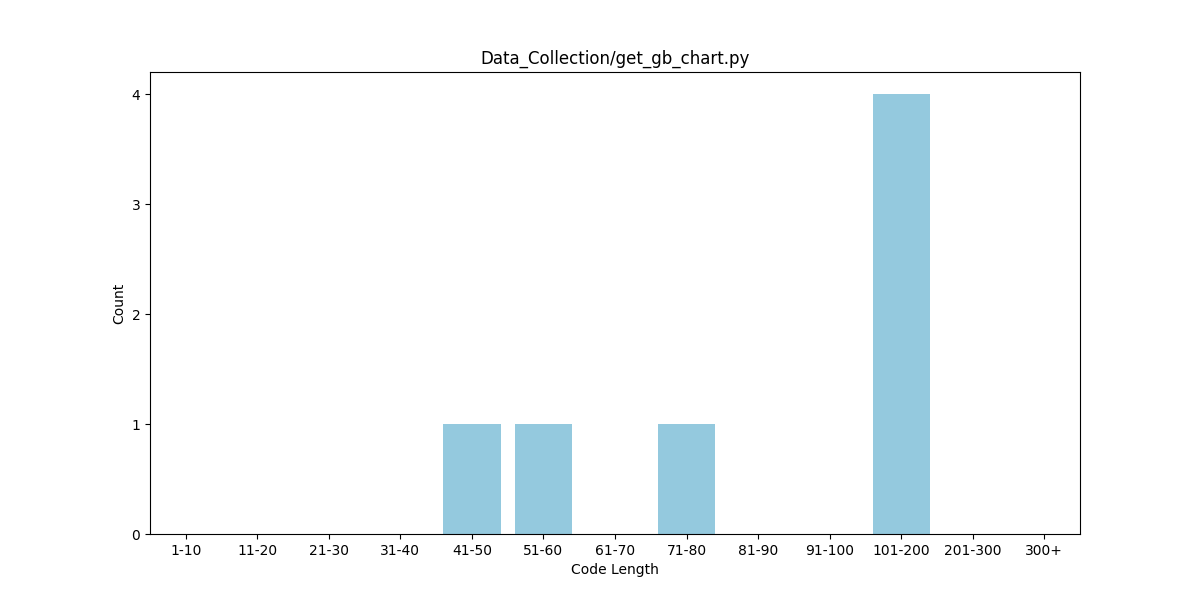 Data_Collection/get_gb_chart.py
4
3
2
1
0
Count
1-10 11-20 21-30 31-40 41-50 51-60 61-70 71-80 81-90 91-100 101-200 201-300 300+
Code Length